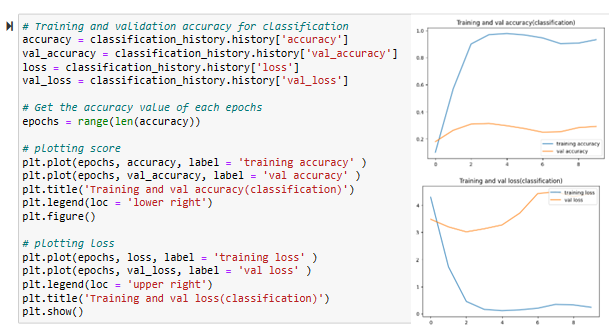 # Training and validation accuracy for classification
accuracy = classification_history.history['accuracy']
val_accuracy = classification_history.history['val_accuracy']
loss = classification_history.history['loss']
val_loss = classification_history.history['val_loss']
# Get the accuracy value of each epochs
epochs = range(len(accuracy))
# plotting score
plt.plot(epochs, accuracy, label = 'training accuracy' )
plt.plot(epochs, val_accuracy, label = 'val accuracy' )
plt.title('Training and val accuracy(classification)')
plt.legend(loc = 'lower right')
plt.figure()
# plotting Loss
plt.plot(epochs, loss, label = 'training loss' )
plt.plot(epochs, val_loss, label = 'val loss' )
plt.legend(loc = 'upper right')
plt.title('Training and val loss(classification)')
plt.show()
Training and val accuracy(classification)
1.0
0.8
0.6
0.4
0.2
training accuracy
val accuracy
0 2 4 6 8
Training and val loss(classification)
training loss
val loss
4
3
2
1
0
0 2 4 6 8